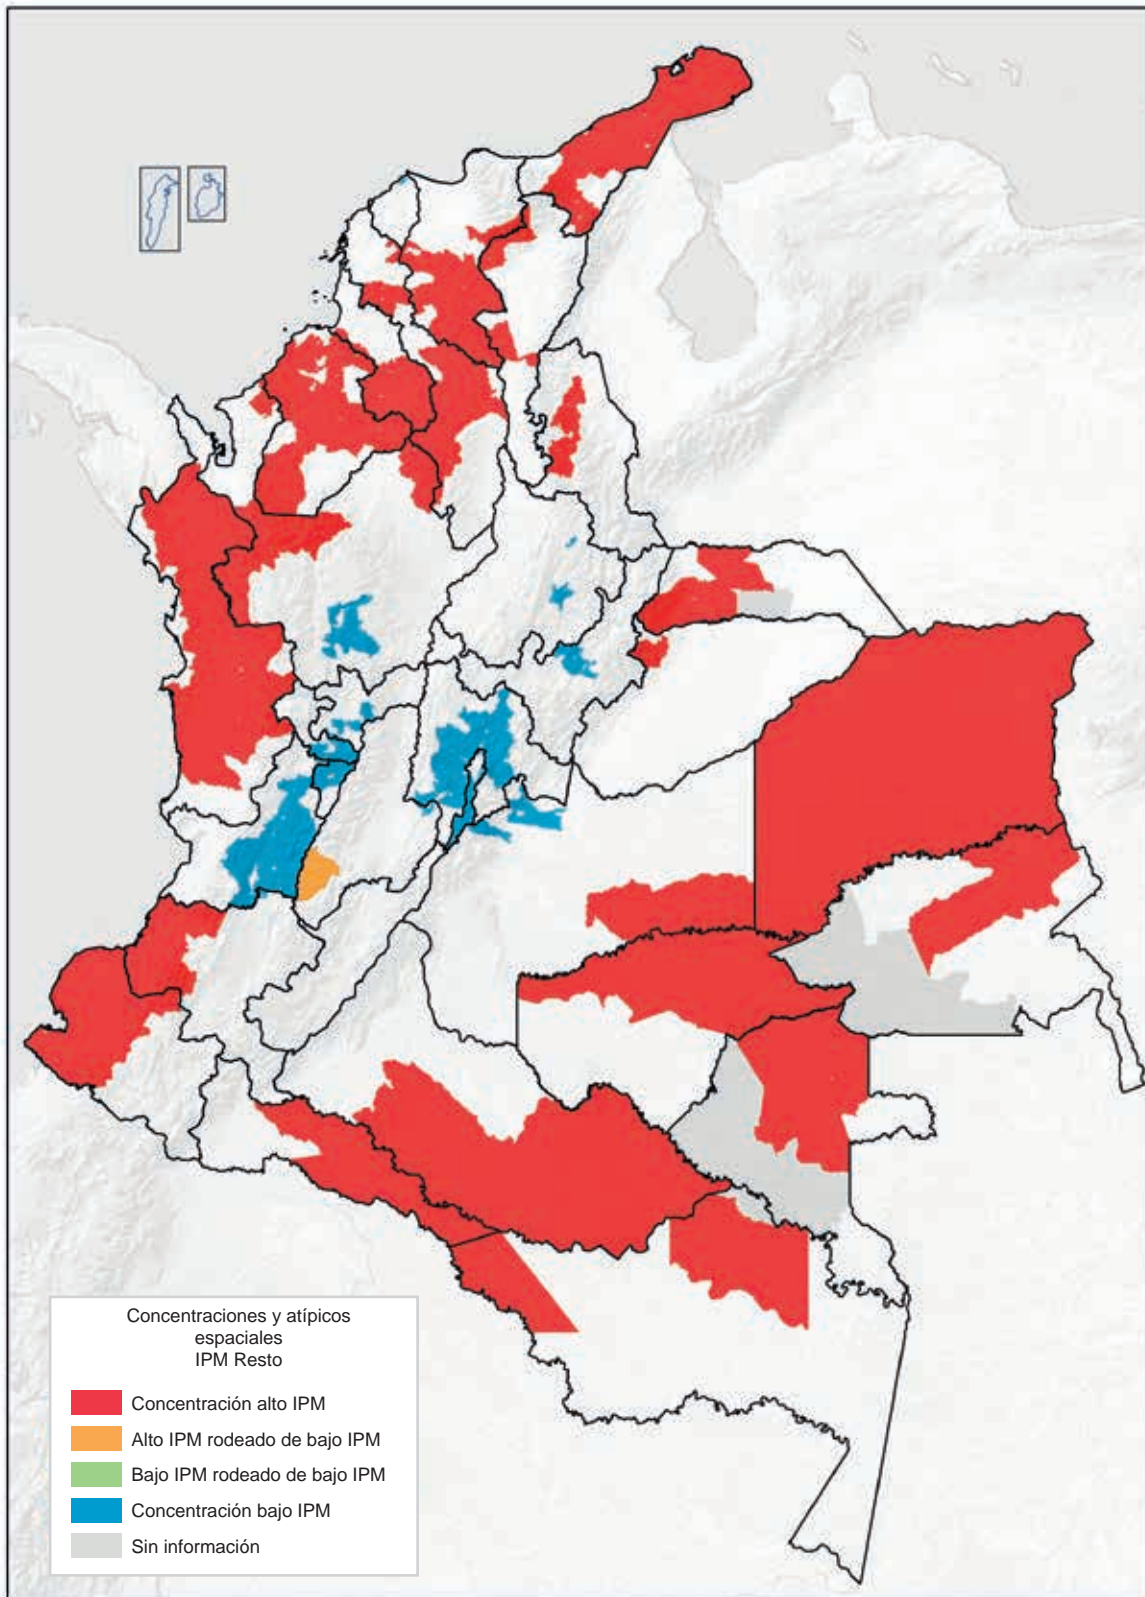 Concentraciones y atípicos
espaciales
IPM Resto
Concentración alto IPM
Alto IPM rodeado de bajo IPM
Bajo IPM rodeado de bajo IPM
Concentración bajo IPM
Sin información